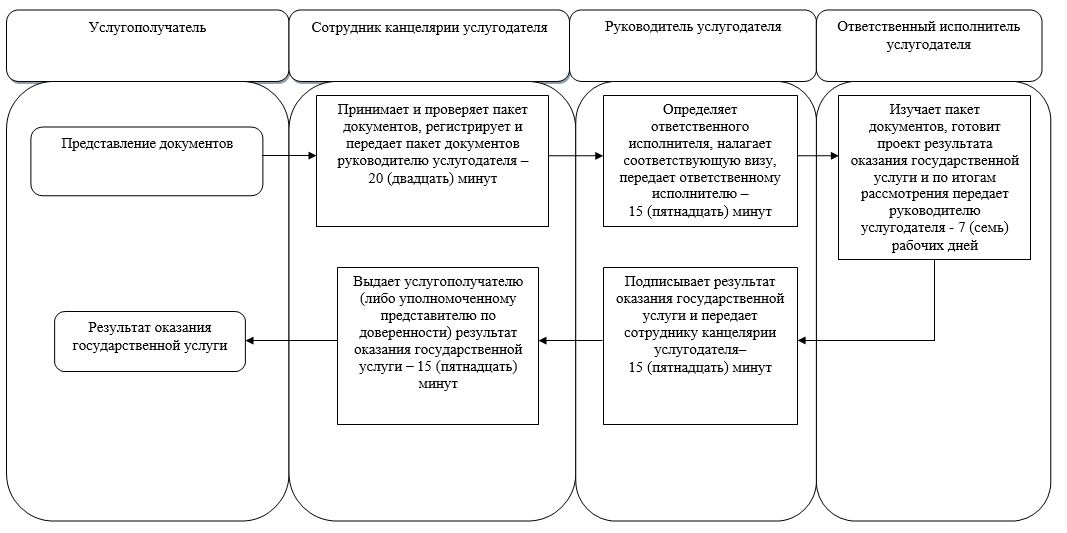 Услугополучатель
Сотрудник канцелярии услугодателя
Руководитель услугодателя
Ответственный исполнитель
услугодателя
Представление документов
Принимает и проверяет пакет
документов, регистрирует и
передает пакет документов
руководителю услугодателя –
20 (двадцать) минут
Определяет
ответственного
исполнителя, налагает
соответствующую визу,
передает ответственному
исполнителю –
15 (пятнадцать) минут
Изучает пакет
документов, готовит
проект результата
оказания государственной
услуги и по итогам
рассмотрения передает
руководителю
услугодателя - 7 (семь)
рабочих дней
Результат оказания
государственной услуги
Выдает услугополучателю
(либо уполномоченному
представителю по
доверенности) результат
оказания государственной
услуги – 15 (пятнадцать)
минут
Подписывает результат
оказания государственной
услуги и передает
сотруднику канцелярии
услугодателя–
15 (пятнадцать) минут